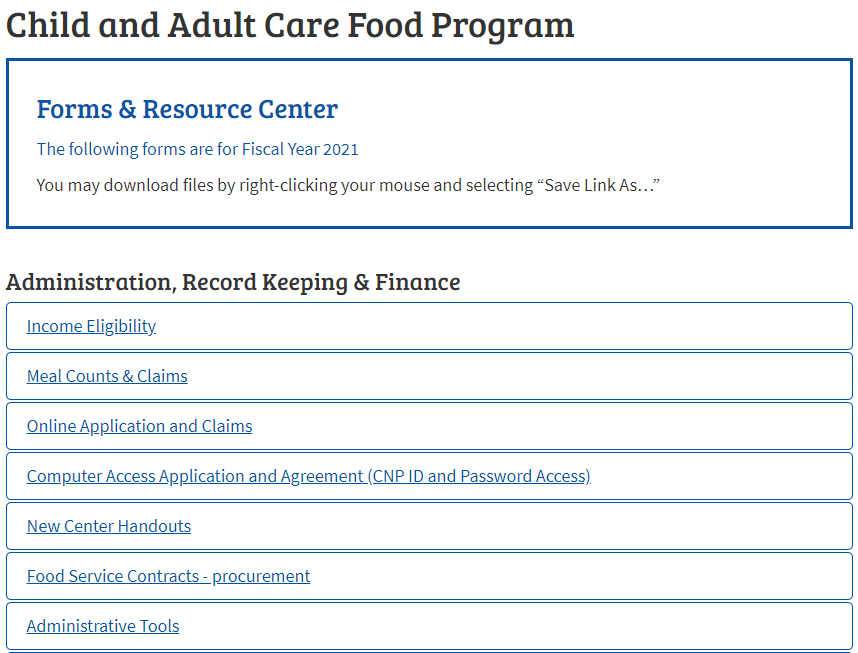 Child and Adult Care Food Program
Forms & Resource Center
The following forms are for Fiscal Year 2021
You may download files by right-clicking your mouse and selecting “Save Link As…”
Administration, Record Keeping & Finance
Income Eligibility
Meal Counts & Claims
Online Application and Claims
Computer Access Application and Agreement (CNP ID and Password Access)
New Center Handouts
Food Service Contracts - procurement
Administrative Tools